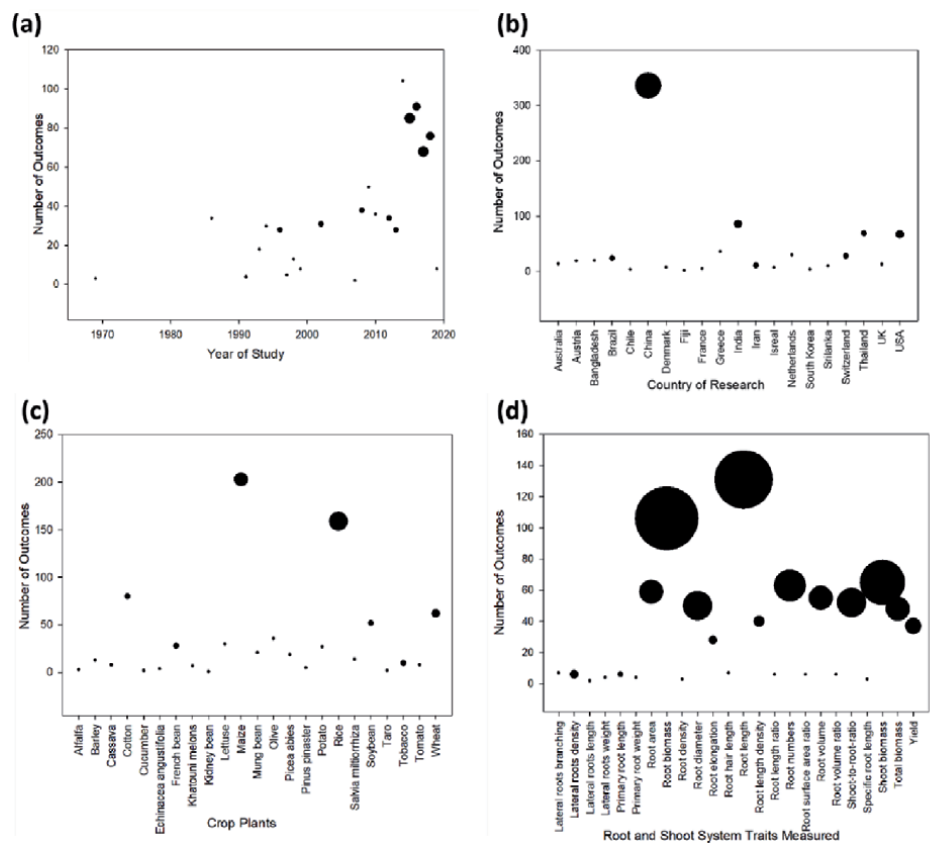 (a)
120
100
80
60
40
20
0
Number of Outcomes
1970
1980
1990
2000
2010
2020
Year of Study
(b)
400
300
200
100
0
Number of Outcomes
Australia
Austria
Bangladesh
Brazil
Chile
China
Denmark
Fiji
France
Greece
India
Iran
Isreal
Netherlands
South Korea
Srilanka
Switzerland
Thailand
UK
USA
Country of Research
(c)
250
200
150
100
50
0
Number of Outcomes
Alfalfa
Barley
Cassava
Cotton
Cucumber
Echinacea angustifolia
French bean
Khatouni melons
Kidney bean
Lettuse
Maize
Mung bean
Olive
Picea abies
Pinus pinaster
Potato
Rice
Salvia miltiorrhiza
Soybean
Taro
Tobacco
Tomato
Wheat
Crop Plants
(d)
160
140
120
100
80
60
40
20
0
Number of Outcomes
Lateral roots branching
Lateral roots density
Lateral roots length
Lateral roots weight
Primary root length
Primary root weight
Root area
Root biomass
Root density
Root diameter
Root elongation
Root hair length
Root length
Root length density
Root length ratio
Root numbers
Root surface area ratio
Root volume
Root volume ratio
Shoot-to-root-ratio
Specific root length
Shoot biomass
Total biomass
Yield
Root and Shoot System Traits Measured